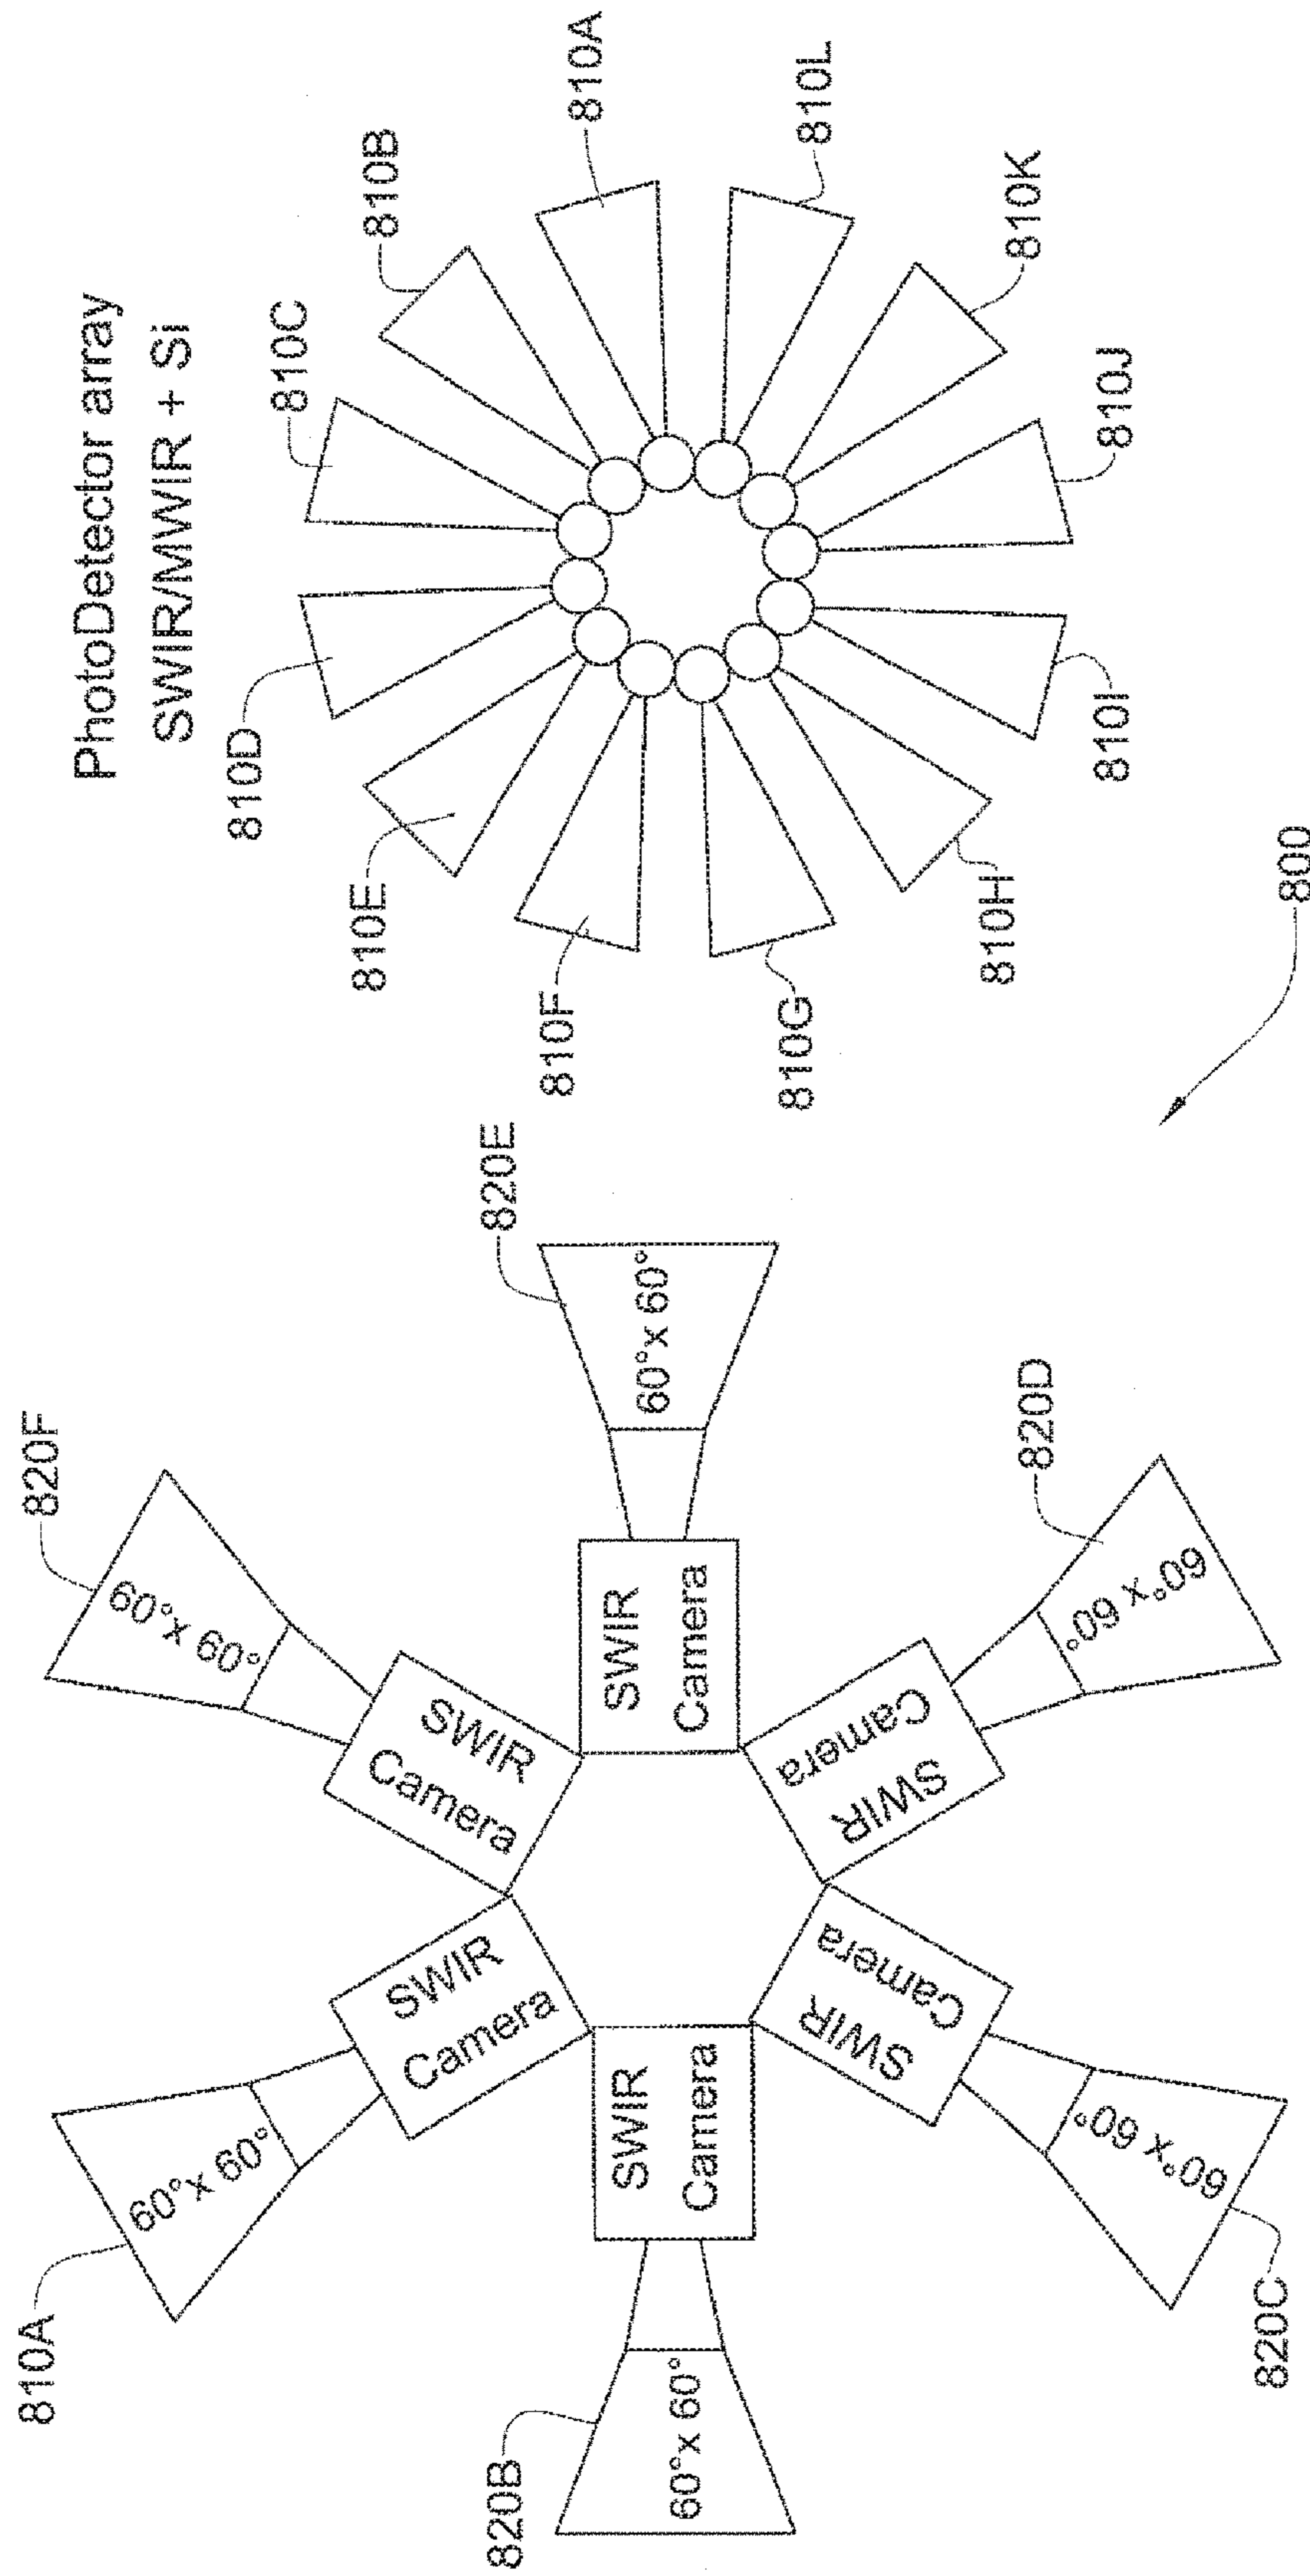 PhotoDetector array
SWIR/MWIR + Si
810A
810B
810C
810D
810E
810F
810G
810H
810I
810J
810K
810L
800
810A
60°x 60°
SWIR
Camera
820B
60°x 60°
SWIR
Camera
820C
60°x 60°
SWIR
Camera
820D
60°x 60°
SWIR
Camera
820E
60°x 60°
SWIR
Camera
820F
60°x 60°
SWIR
Camera